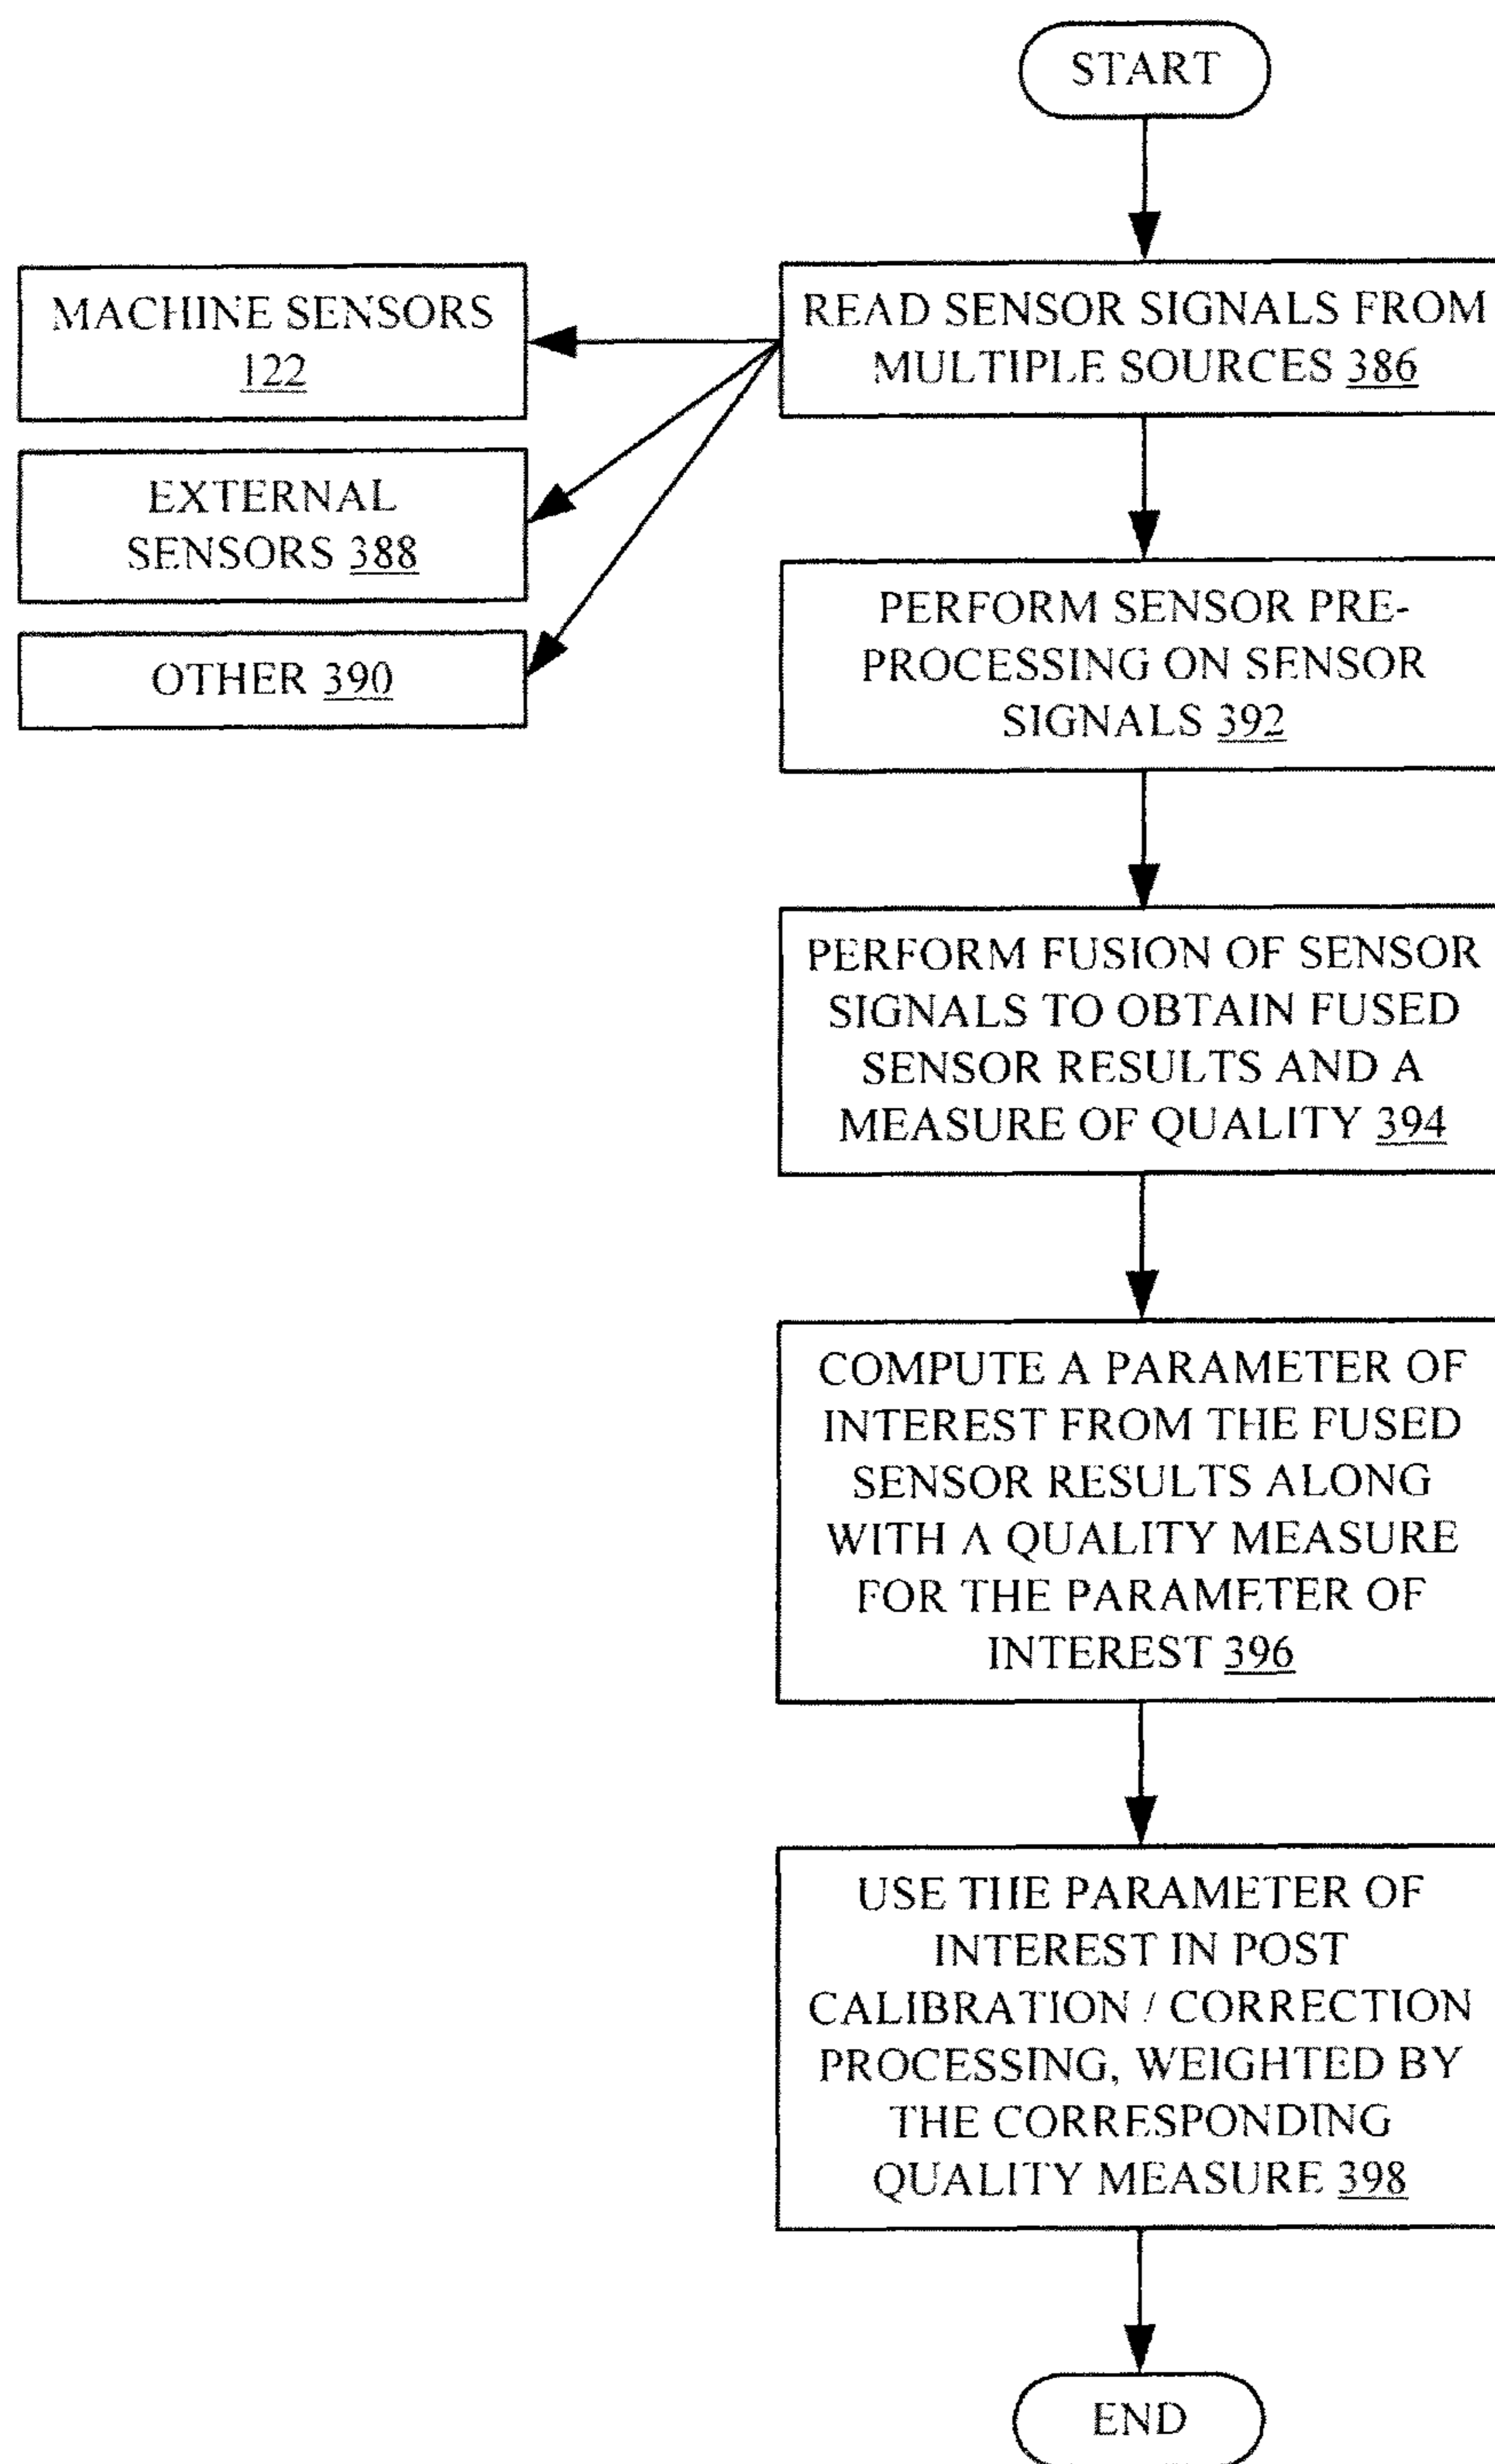 START
READ SENSOR SIGNALS FROM
MULTIPLE SOURCES 386
MACHINE SENSORS
122
EXTERNAL
SENSORS 388
OTHER 390
PERFORM SENSOR PRE-
PROCESSING ON SENSOR
SIGNALS 392
PERFORM FUSION OF SENSOR
SIGNALS TO OBTAIN FUSED
SENSOR RESULTS AND A
MEASURE OF QUALITY 394
COMPUTE A PARAMETER OF
INTEREST FROM THE FUSED
SENSOR RESULTS ALONG
WITH A QUALITY MEASURE
FOR THE PARAMETER OF
INTEREST 396
USE THE PARAMETER OF
INTEREST IN POST
CALIBRATION / CORRECTION
PROCESSING, WEIGHTED BY
THE CORRESPONDING
QUALITY MEASURE 398
END